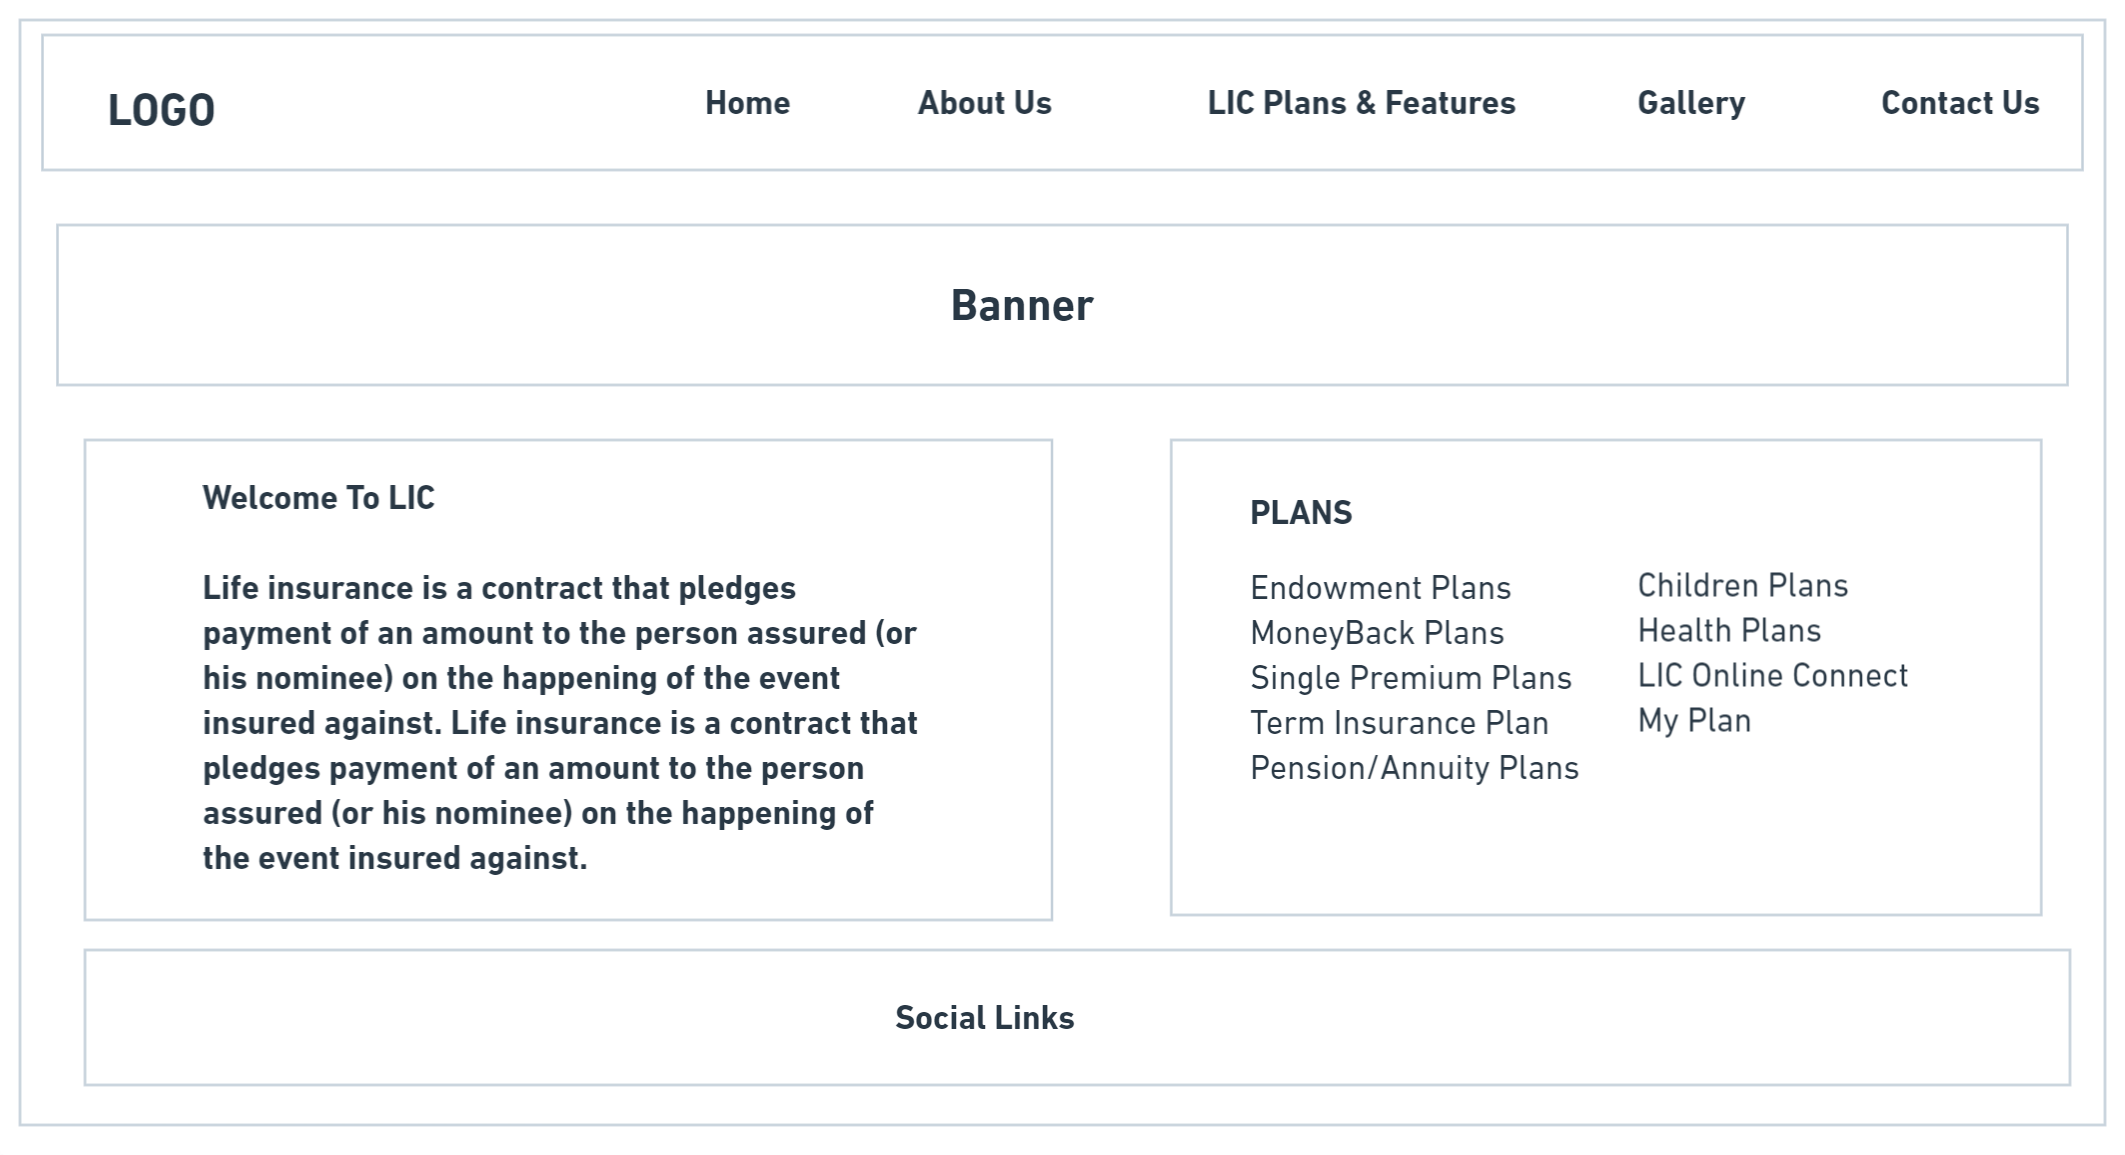 LOGO
Home
About Us
LIC Plans & Features
Gallery
Contact Us
Banner
Welcome To LIC
Life insurance is a contract that pledges
payment of an amount to the person assured (or
his nominee) on the happening of the event
insured against. Life insurance is a contract that
pledges payment of an amount to the person
assured (or his nominee) on the happening of
the event insured against.
PLANS
Endowment Plans
MoneyBack Plans
Single Premium Plans
Term Insurance Plan
Pension/Annuity Plans
Children Plans
Health Plans
LIC Online Connect
My Plan
Social Links